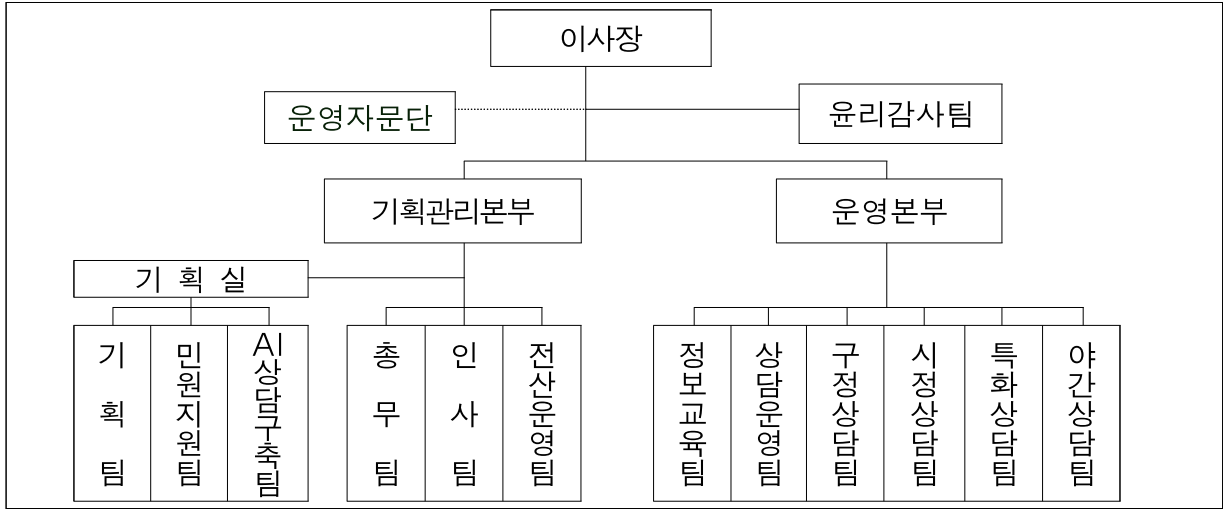 이사장
운영자문단
윤리감사팀
기획관리본부
운영본부
기 획 실
기획팀
민원지원팀
AI상담구축팀
총무팀
인사팀
전산운영팀
정보교육팀
상담운영팀
구정상담팀
시정상담팀
특화상담팀
야간상담팀